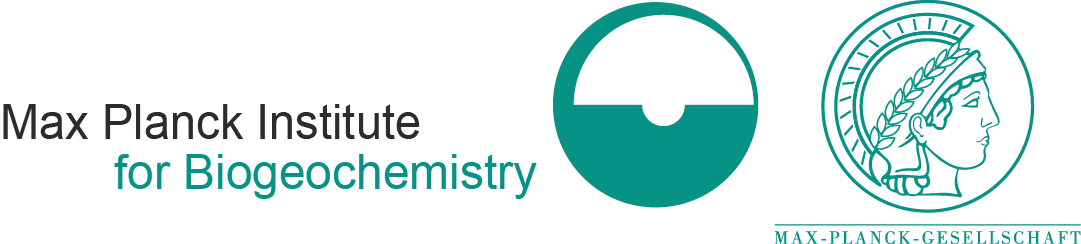 Max Planck Institute
for Biogeochemistry
MAX-PLANCK-GESELLSCHAFT